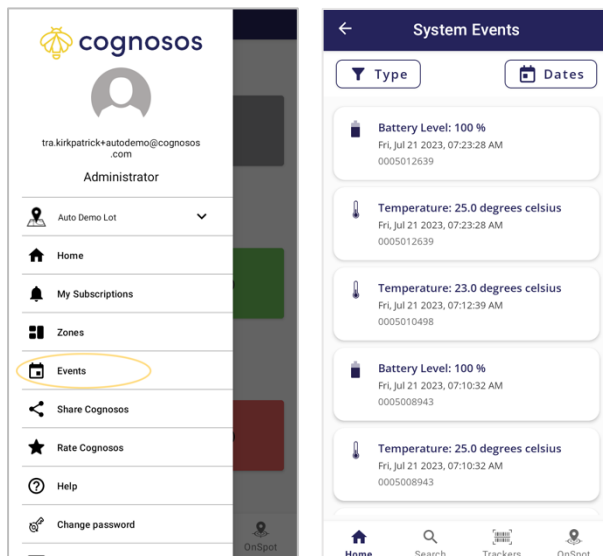 cognosos
tra.kirkpatrick+autodemo@cognosos
.com
Administrator
Auto Demo Lot
Home
My Subscriptions
Zones
Events
Share Cognosos
Rate Cognosos
Help
Change password
OnSpot
System Events
Type
Dates
Battery Level: 100 %
Fri, Jul 21 2023, 07:23:28 AM
0005012639
Temperature: 25.0 degrees celsius
Fri, Jul 21 2023, 07:23:28 AM
0005012639
Temperature: 23.0 degrees celsius
Fri, Jul 21 2023, 07:12:39 AM
0005010498
Battery Level: 100 %
Fri, Jul 21 2023, 07:10:32 AM
0005008943
Temperature: 25.0 degrees celsius
Fri, Jul 21 2023, 07:10:32 AM
0005008943
Home Search Trackers OnSpot